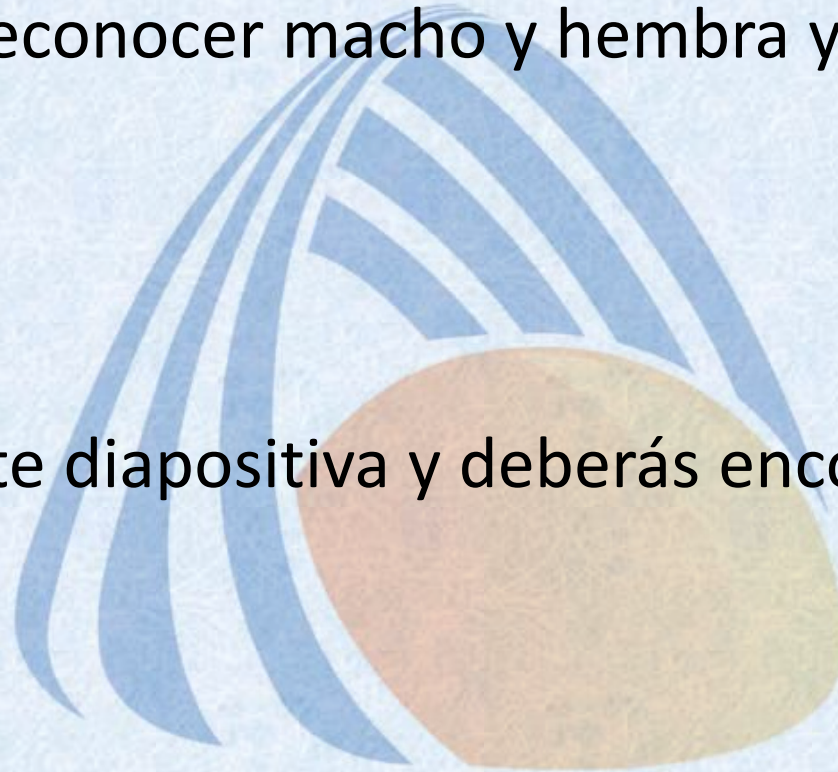 econocer macho y hembra y
te diapositiva y deberás enco